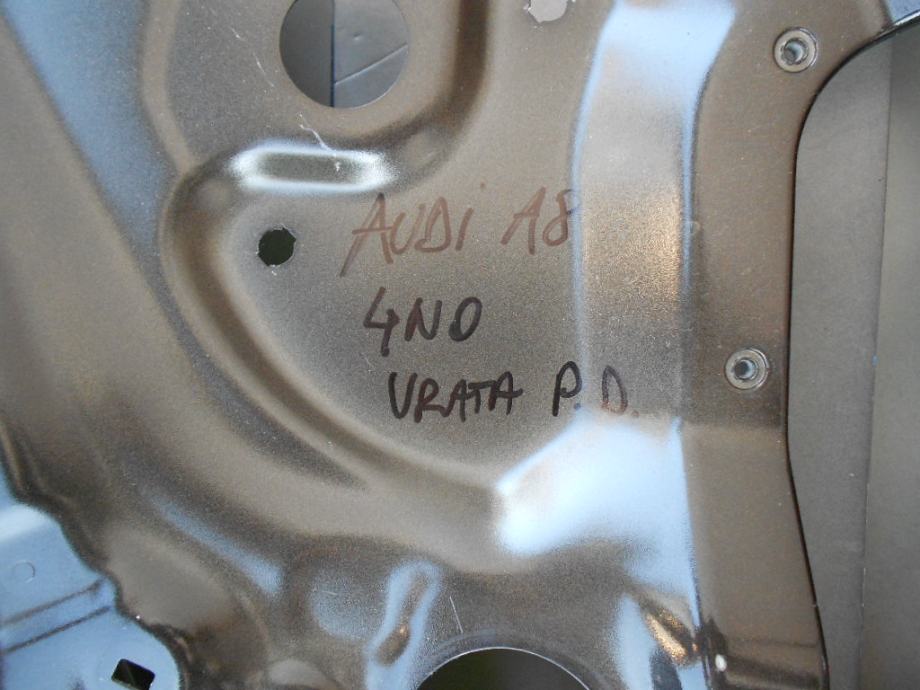 AUDi A8
4N0
VRATA P.D.